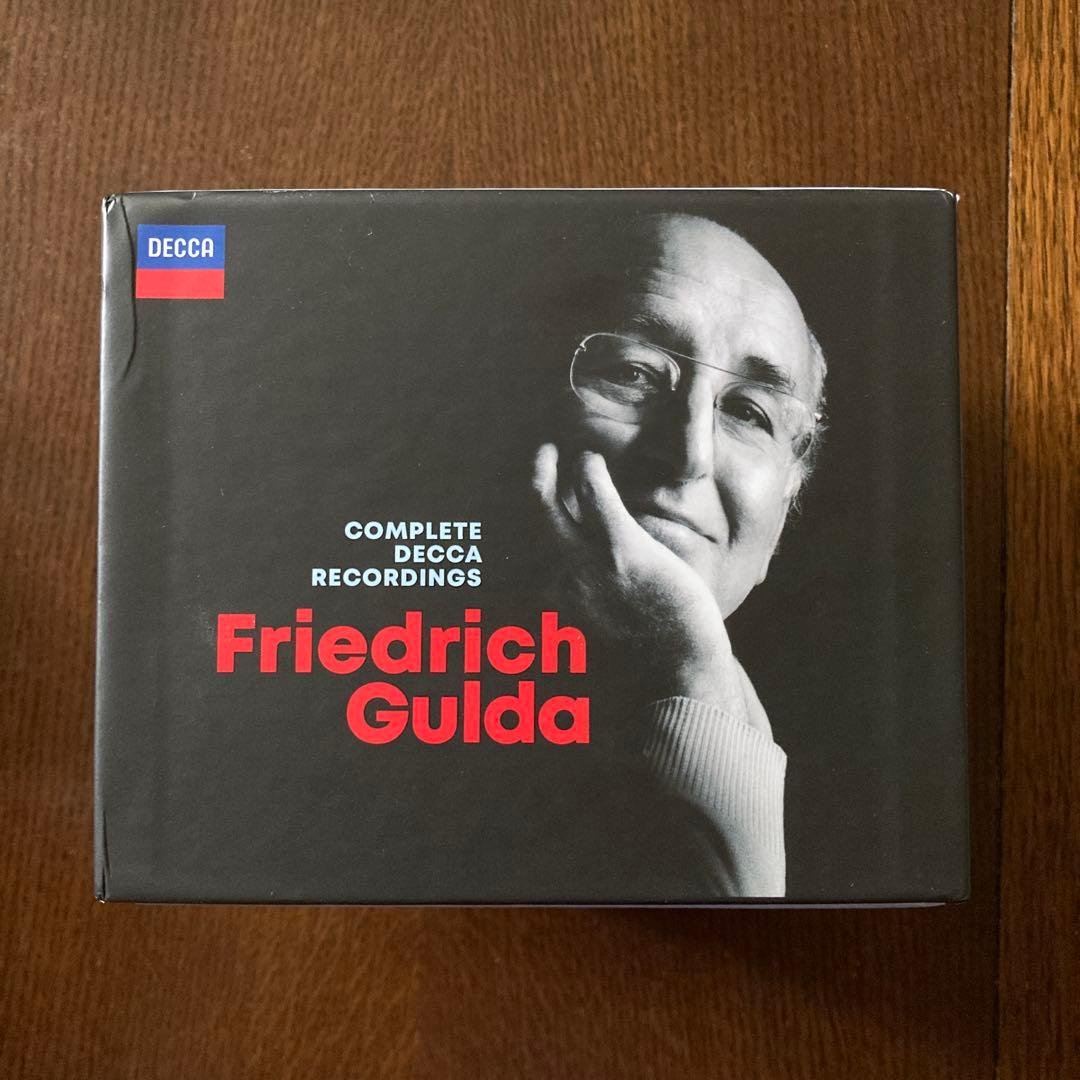 DECCA
COMPLETE
DECCA
RECORDINGS
Friedrich
Gulda